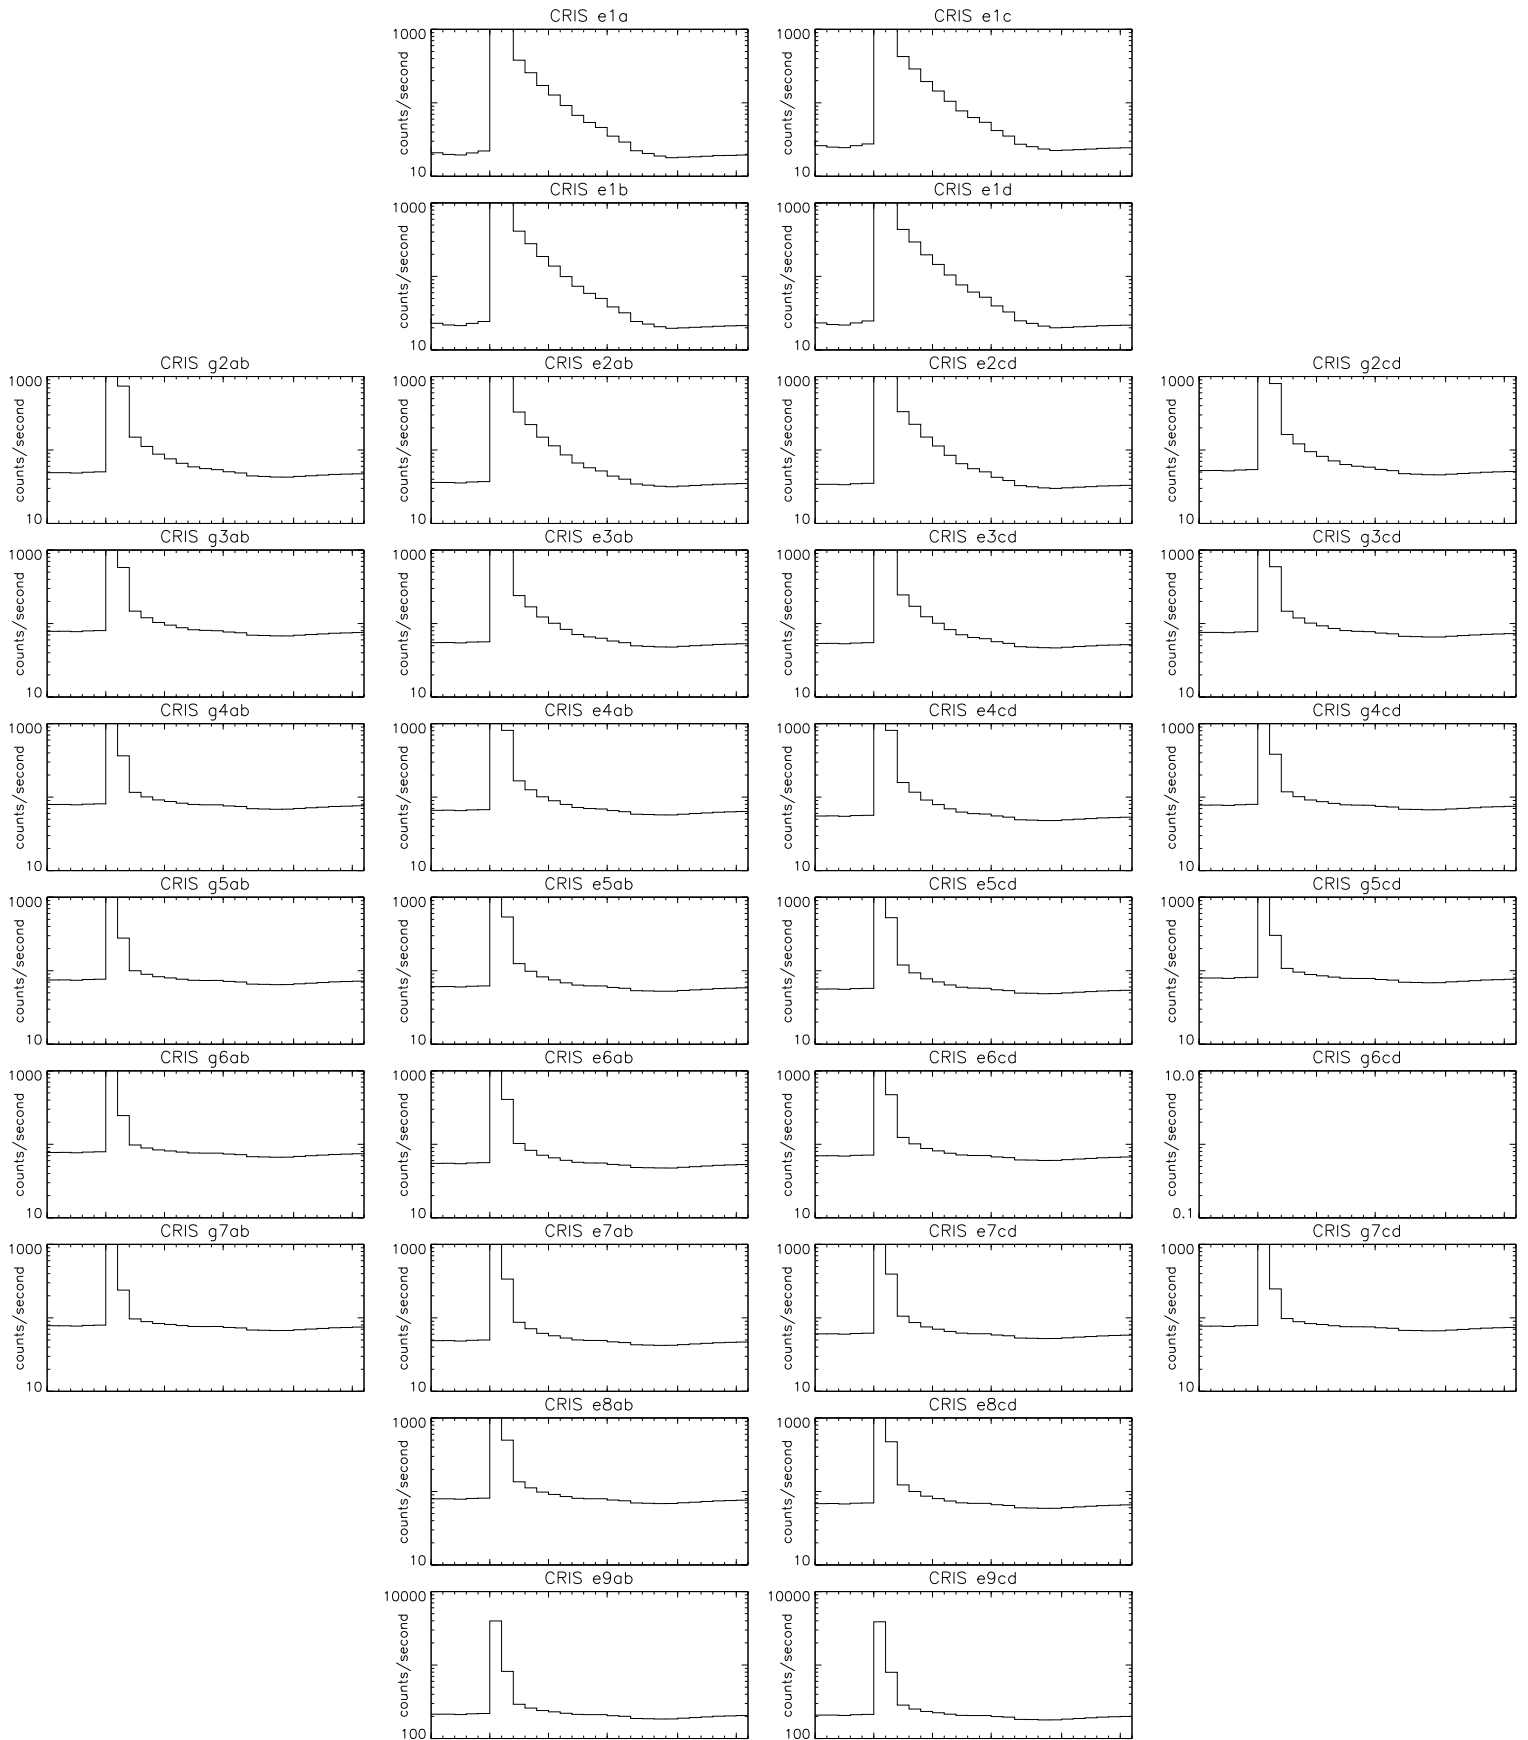 CRIS e1a
1000
counts/second
10
CRIS e1c
1000
counts/second
10
CRIS e1b
1000
counts/second
10
CRIS e1d
1000
counts/second
10
CRIS g2ab
1000
counts/second
10
CRIS e2ab
1000
counts/second
10
CRIS e2cd
1000
counts/second
10
CRIS g2cd
1000
counts/second
10
CRIS g3ab
1000
counts/second
10
CRIS e3ab
1000
counts/second
10
CRIS e3cd
1000
counts/second
10
CRIS g3cd
1000
counts/second
10
CRIS g4ab
1000
counts/second
10
CRIS e4ab
1000
counts/second
10
CRIS e4cd
1000
counts/second
10
CRIS g4cd
1000
counts/second
10
CRIS g5ab
1000
counts/second
10
CRIS e5ab
1000
counts/second
10
CRIS e5cd
1000
counts/second
10
CRIS g5cd
1000
counts/second
10
CRIS g6ab
1000
counts/second
10
CRIS e6ab
1000
counts/second
10
CRIS e6cd
1000
counts/second
10
CRIS g6cd
10.0
counts/second
0.1
CRIS g7ab
1000
counts/second
10
CRIS e7ab
1000
counts/second
10
CRIS e7cd
1000
counts/second
10
CRIS g7cd
1000
counts/second
10
CRIS e8ab
1000
counts/second
10
CRIS e8cd
1000
counts/second
10
CRIS e9ab
10000
counts/second
100
CRIS e9cd
10000
counts/second
100